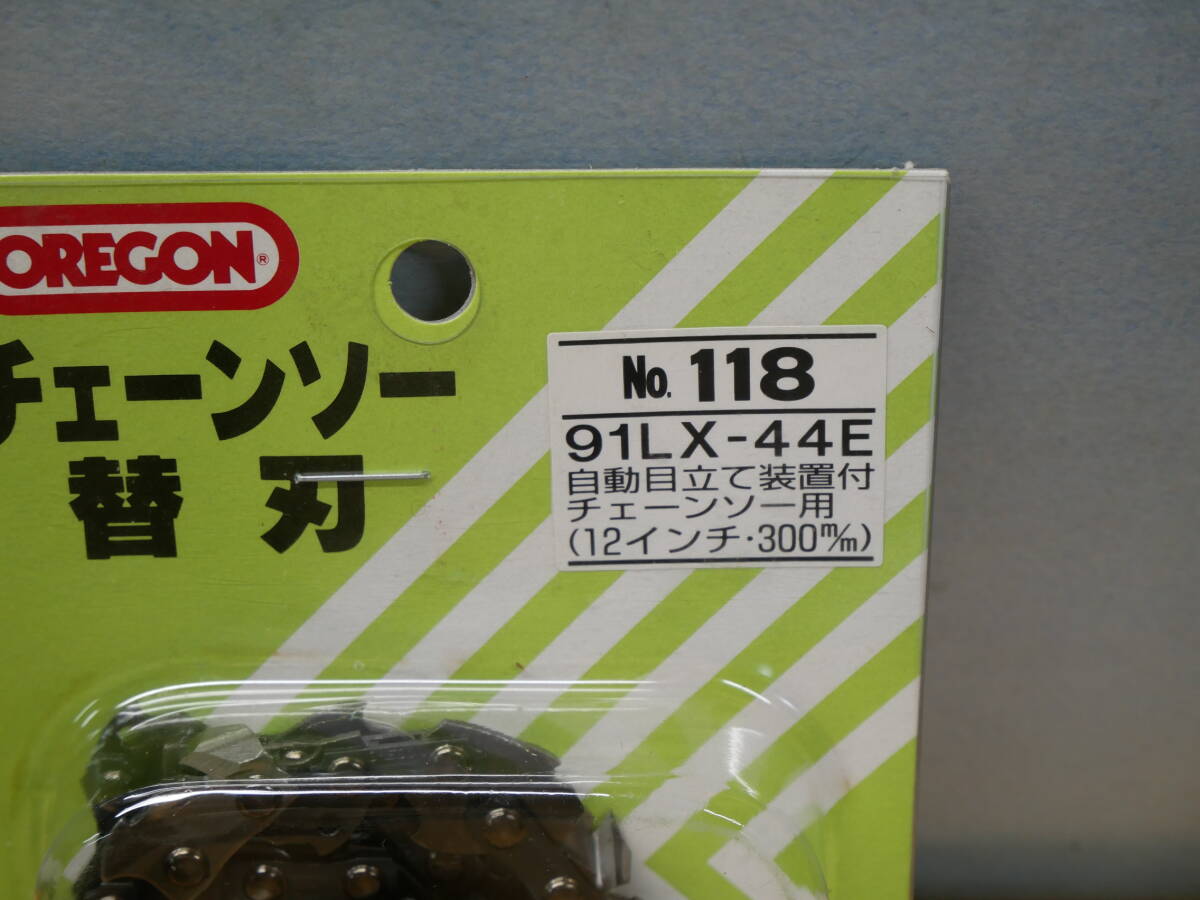 OREGON®
チェーンソー
替刃
No. 118
91LX-44E
自動目立て装置付
チェーンソー用
(12インチ・300m/m)